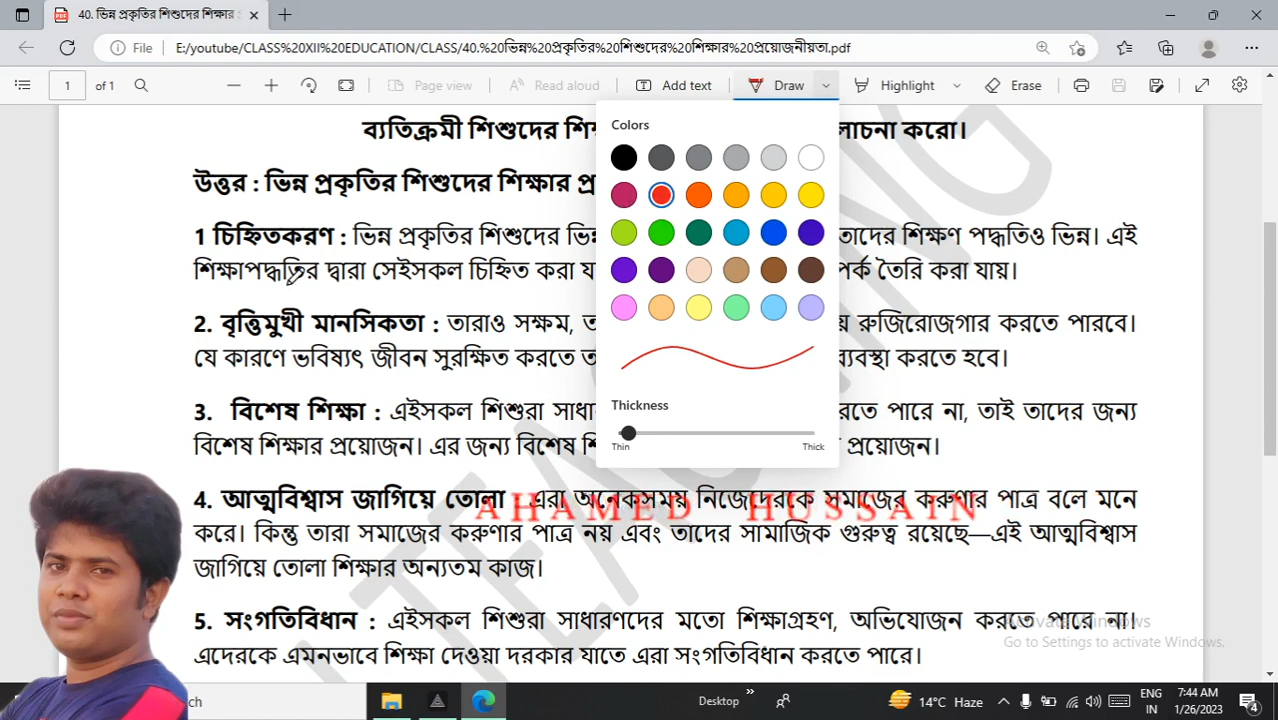 40. ভিন্ন প্রকৃতির শিশুদের শিক্ষার
File E:/youtube/CLASS%20XII%20EDUCATION/CLASS/40.%20ভিন্ন%20প্রকৃতির%20শিশুদের%20শিক্ষার%20প্রয়োজনীয়তা.pdf
1 of 1 Page view Read aloud Add text Draw Highlight Erase
Colors
Thickness
Thin Thick
ব্যতিক্রমী শিশুদের করো।
উত্তর : ভিন্ন প্রকৃতির শিশুদের শিক্ষার
1 চিহ্নিতকরণ : ভিন্ন প্রকৃতির শিশুদের তাদের শিক্ষণ পদ্ধতিও ভিন্ন। এই
শিক্ষাপদ্ধতির দ্বারা সেইসকল চিহ্নিত করা তৈরি করা যায়।
2. বৃত্তিমুখী মানসিকতা : তারাও সক্ষম, রুজিরোজগার করতে পারবে।
যে কারণে ভবিষ্যৎ জীবন সুরক্ষিত করতে করতে হবে।
3. বিশেষ শিক্ষা : এইসকল শিশুরা পারে না, তাই তাদের জন্য
বিশেষ শিক্ষার প্রয়োজন। এর জন্য বিশেষ প্রয়োজন।
4. আত্মবিশ্বাস জাগিয়ে তোলা : এরা অনেকসময় নিজেদেরকে সমাজের করুণার পাত্র বলে মনে
AHAMED HUSSAIN
করে। কিন্তু তারা সমাজের করুণার পাত্র নয় এবং তাদের সামাজিক গুরুত্ব রয়েছে—এই আত্মবিশ্বাস
জাগিয়ে তোলা শিক্ষার অন্যতম কাজ।
5. সংগতিবিধান : এইসকল শিশুরা সাধারণদের মতো শিক্ষাগ্রহণ, অভিযোজন করতে পারে না।
এদেরকে এমনভাবে শিক্ষা দেওয়া দরকার যাতে এরা সংগতিবিধান করতে পারে।
Activate Windows
Go to Settings to activate Windows.
Desktop 14°C Haze ENG IN 7:44 AM 1/26/2023 4